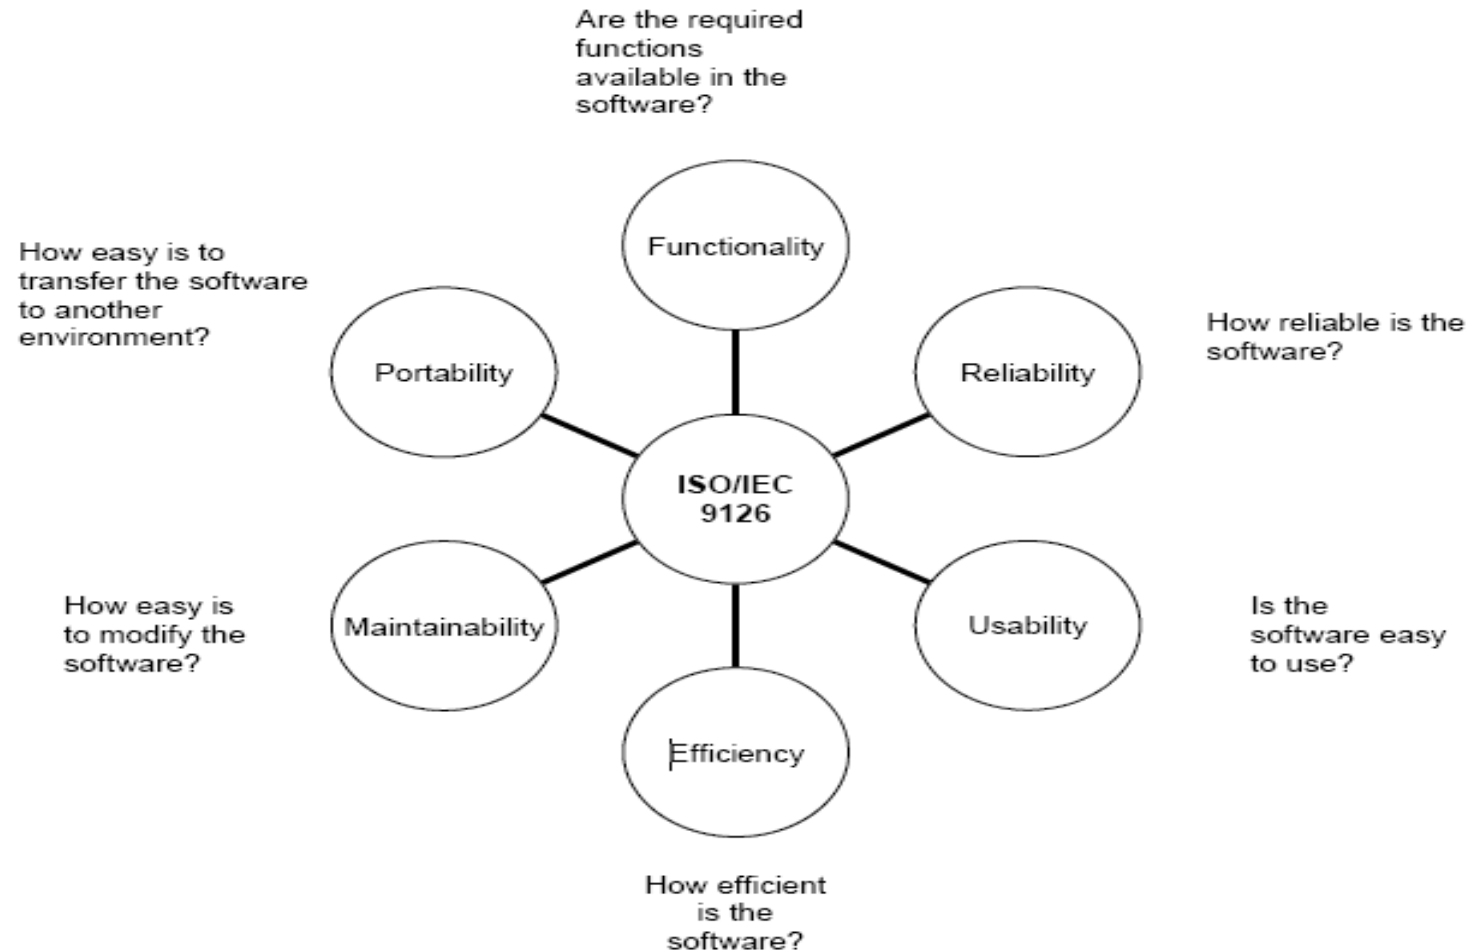 Are the required
functions
available in the
software?
Functionality
How easy is to
transfer the software
to another
environment?
Portability
Reliability
How reliable is the
software?
ISO/IEC
9126
How easy is
to modify the
software?
Maintainability
Usability
Is the
software easy
to use?
Efficiency
How efficient
is the
software?